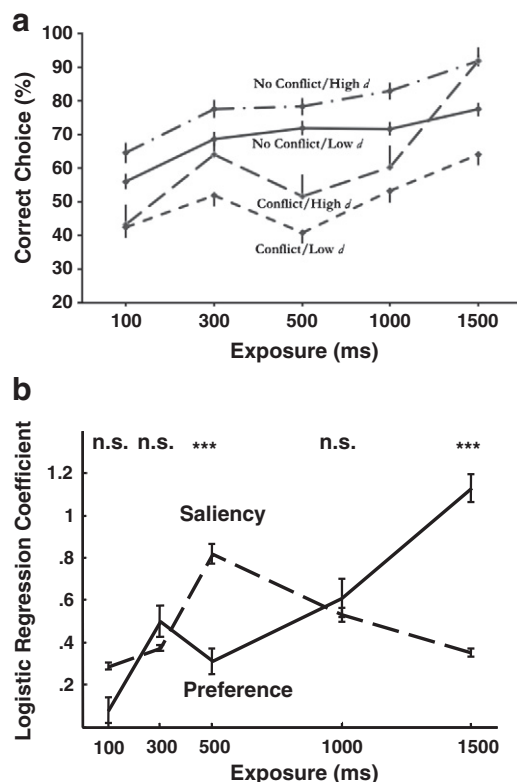 a
Correct Choice (%)
100
90
80
70
60
50
40
30
20
No Conflict/High d
No Conflict/Low d
Conflict/High d
Conflict/Low d
100 300 500 1000 1500
Exposure (ms)
b
Logistic Regression Coefficient
n.s. n.s. *** n.s. ***
1.2
1
.8
.6
.4
.2
Saliency
Preference
100 300 500 1000 1500
Exposure (ms)